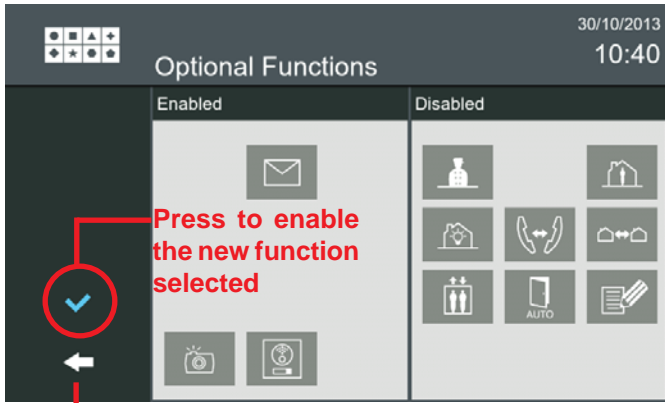 30/10/2013
10:40
Optional Functions
Enabled
Disabled
Press to enable
the new function
selected
AUTO